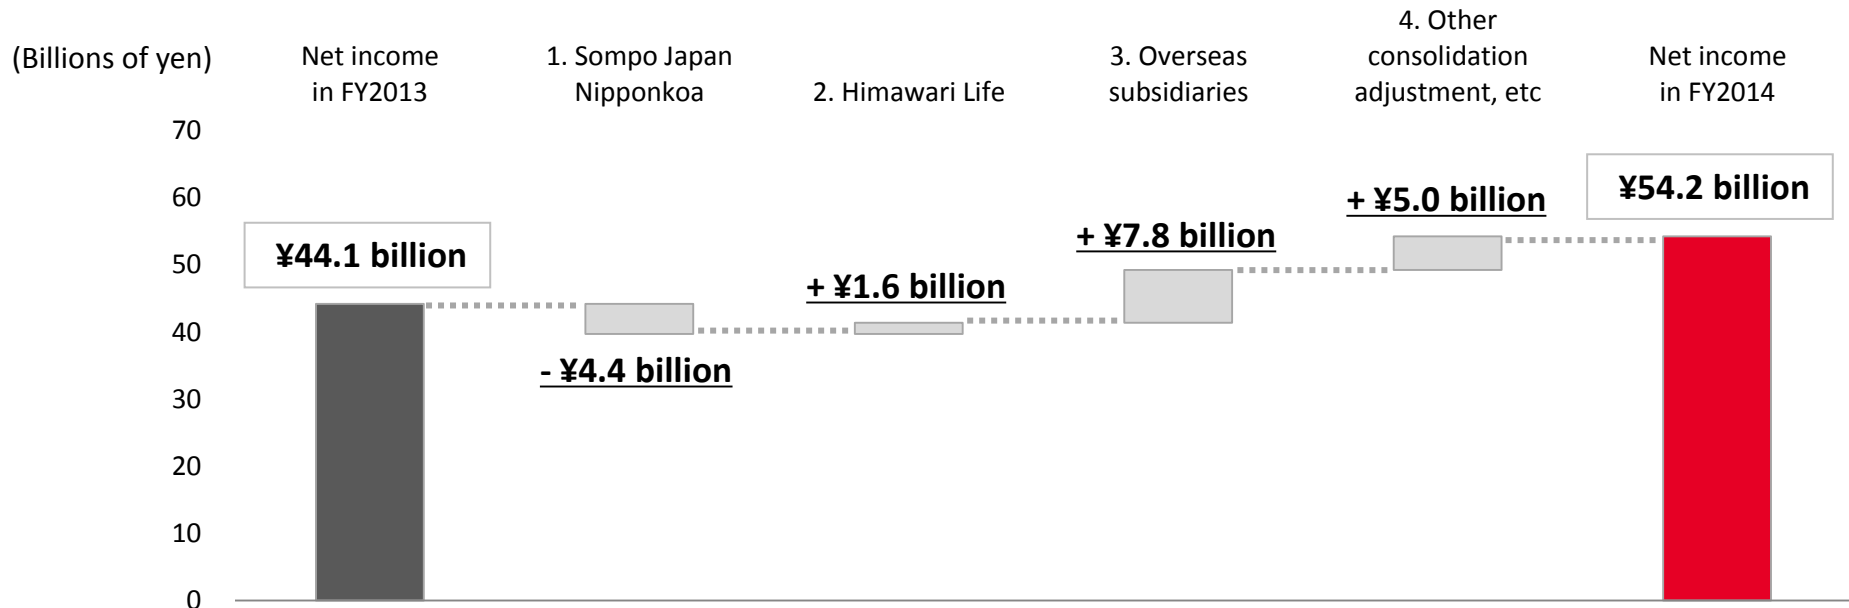 (Billions of yen)
Net income
in FY2013
1. Sompo Japan
Nipponkoa
2. Himawari Life
3. Overseas
subsidiaries
4. Other
consolidation
adjustment, etc
Net income
in FY2014
70
60
50
40
30
20
10
0
¥44.1 billion
- ¥4.4 billion
+ ¥1.6 billion
+ ¥7.8 billion
+ ¥5.0 billion
¥54.2 billion